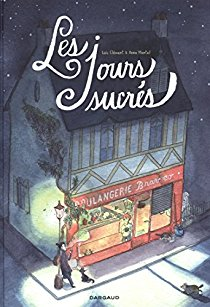 Les
jours
sucrés
Loïc Clément & Anne Montel
BOULANGERIE
DARGAUD